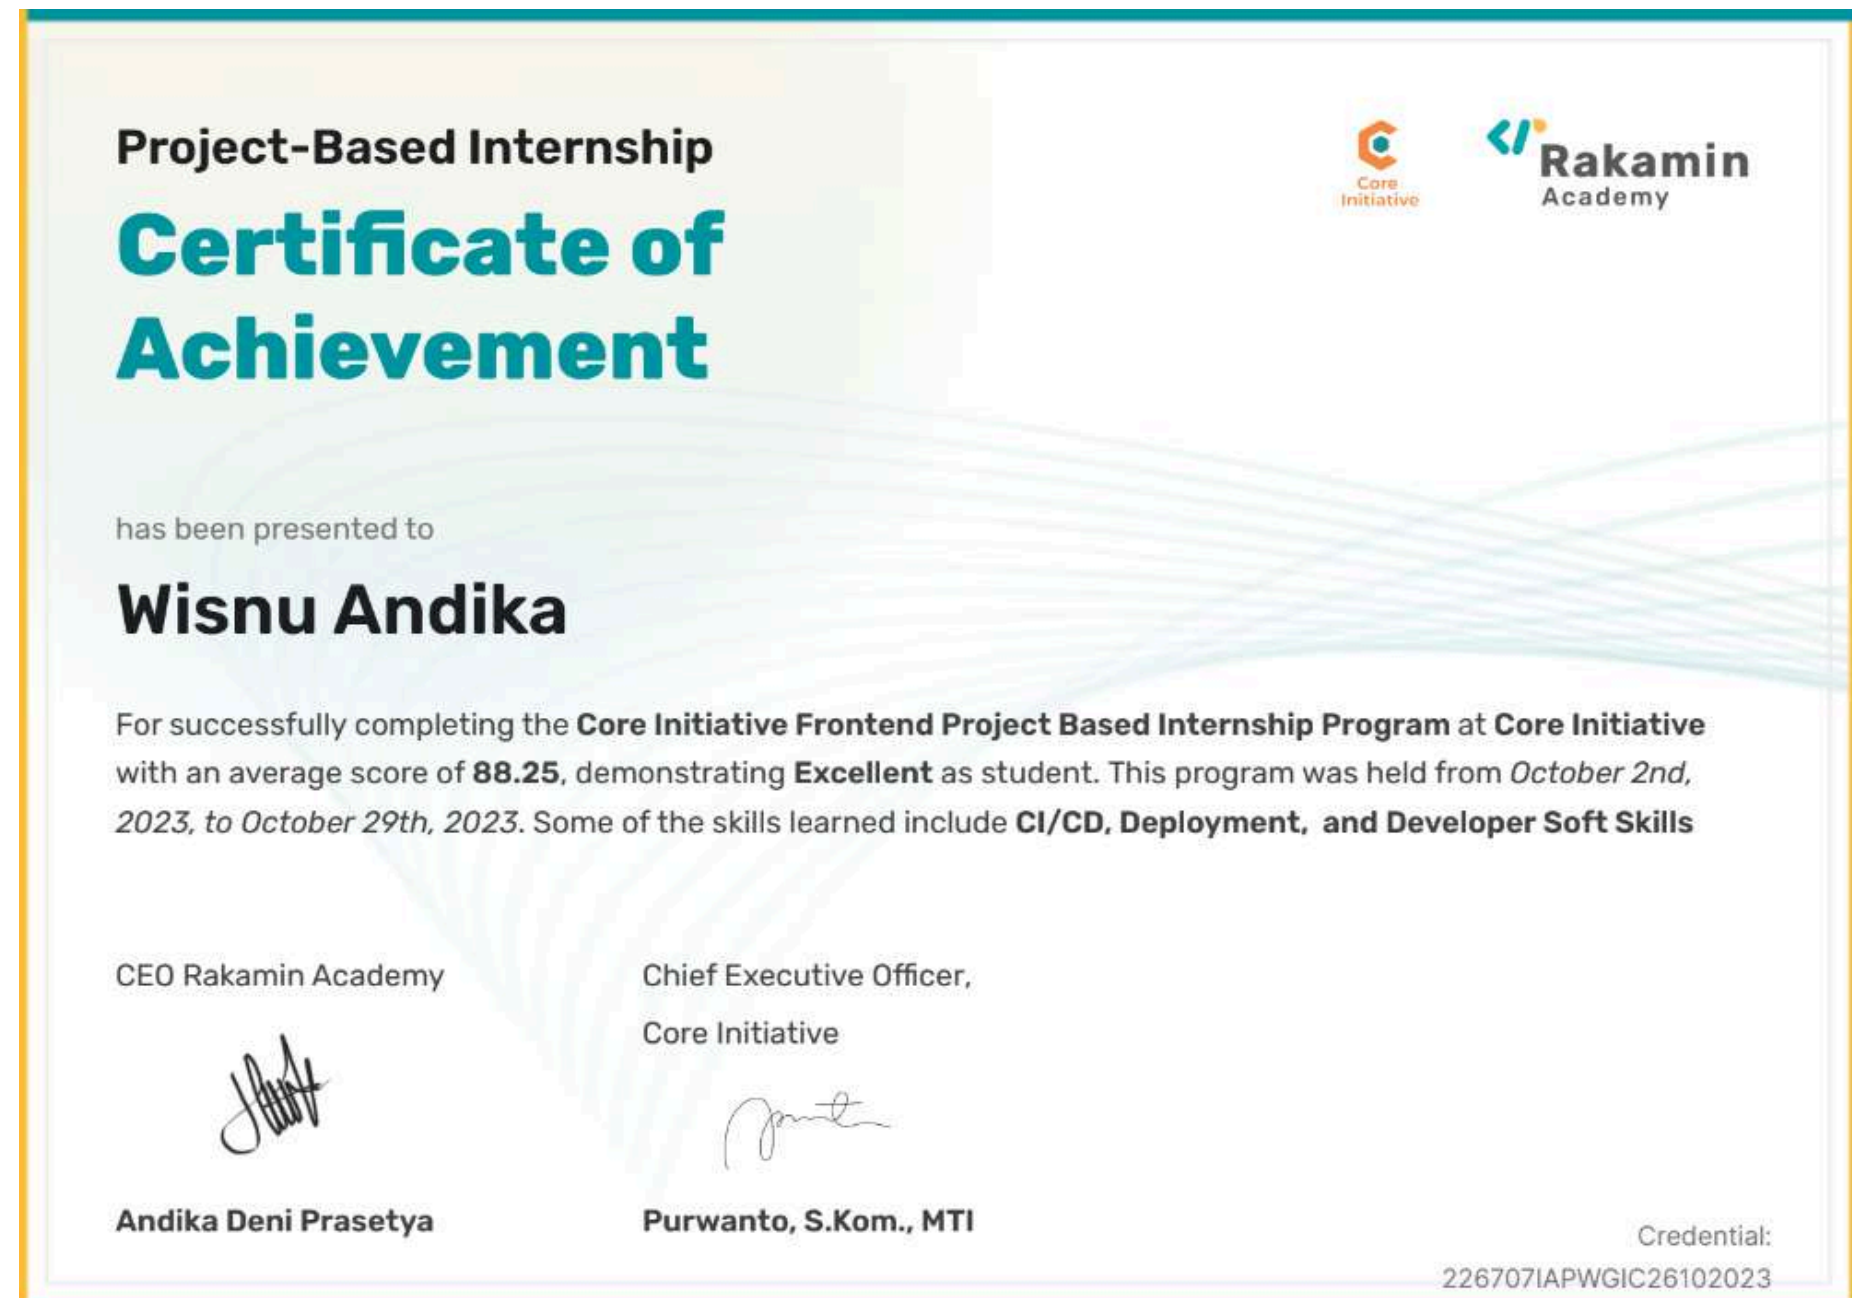 Project-Based Internship
Certificate of
Achievement
Core
Initiative
Rakamin
Academy
has been presented to
Wisnu Andika
For successfully completing the Core Initiative Frontend Project Based Internship Program at Core Initiative
with an average score of 88.25, demonstrating Excellent as student. This program was held from October 2nd,
2023, to October 29th, 2023. Some of the skills learned include CI/CD, Deployment, and Developer Soft Skills
CEO Rakamin Academy
Andika Deni Prasetya
Chief Executive Officer,
Core Initiative
Purwanto, S.Kom., MTI
Credential:
226707IAPWGIC26102023